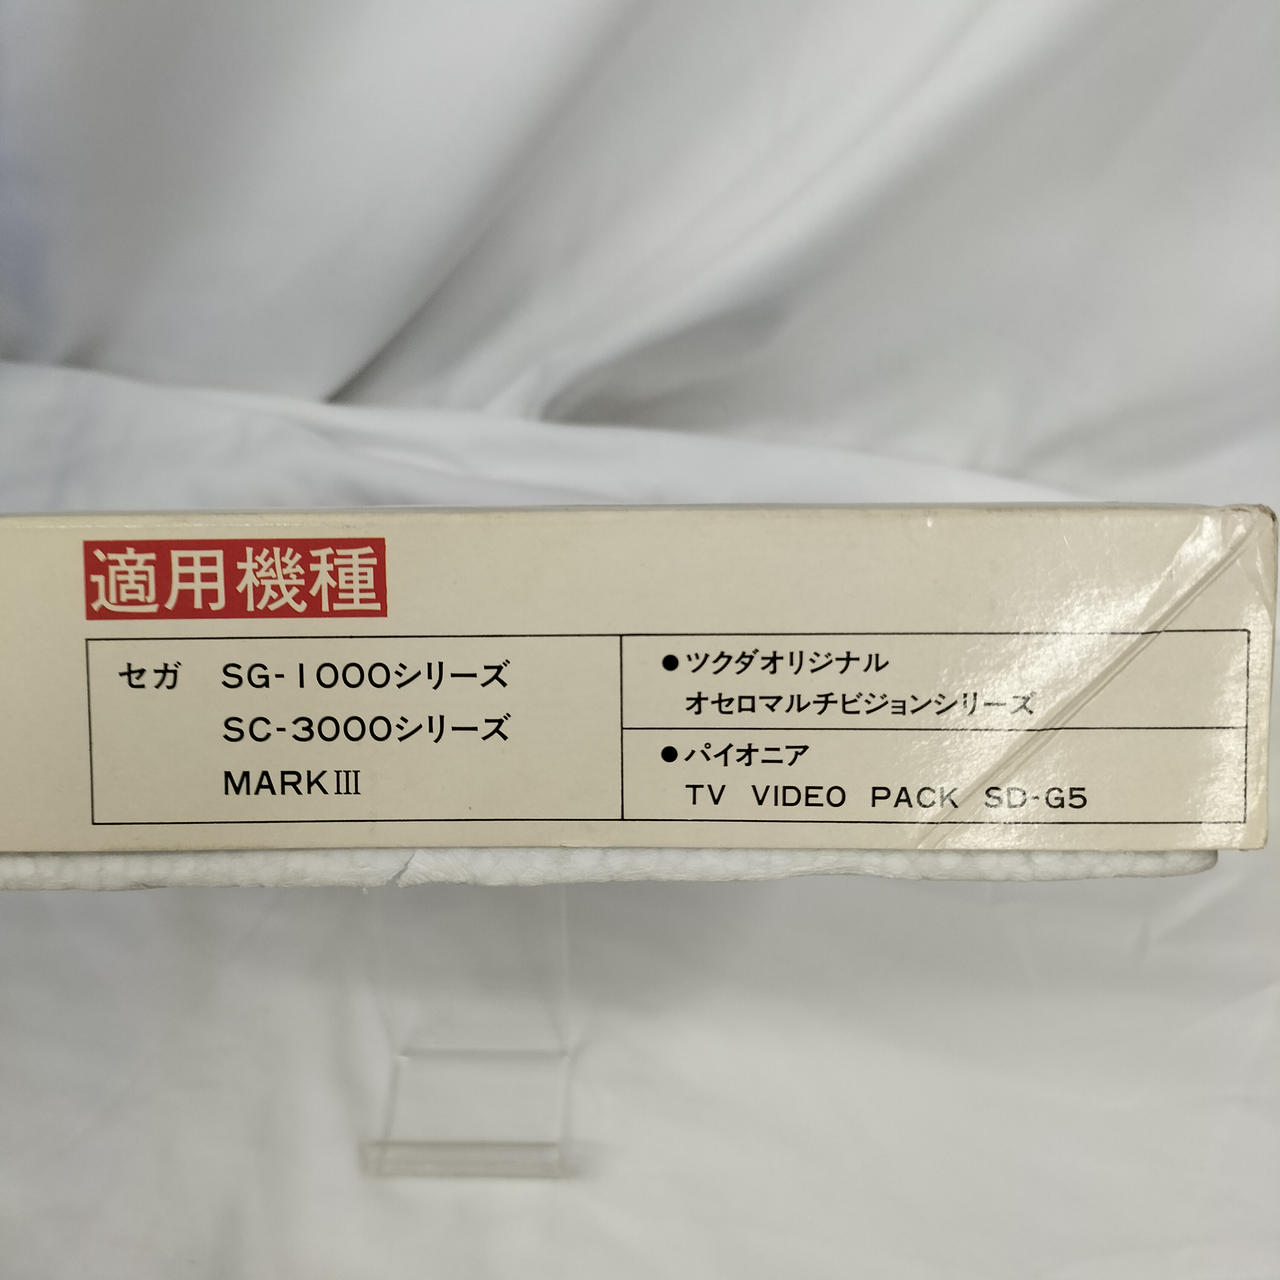 適用機種
セガ SG-1000シリーズ
SC-3000シリーズ
MARKⅢ
●ツクダオリジナル
オセロマルチビジョンシリーズ
●パイオニア
TV VIDEO PACK SD-G5